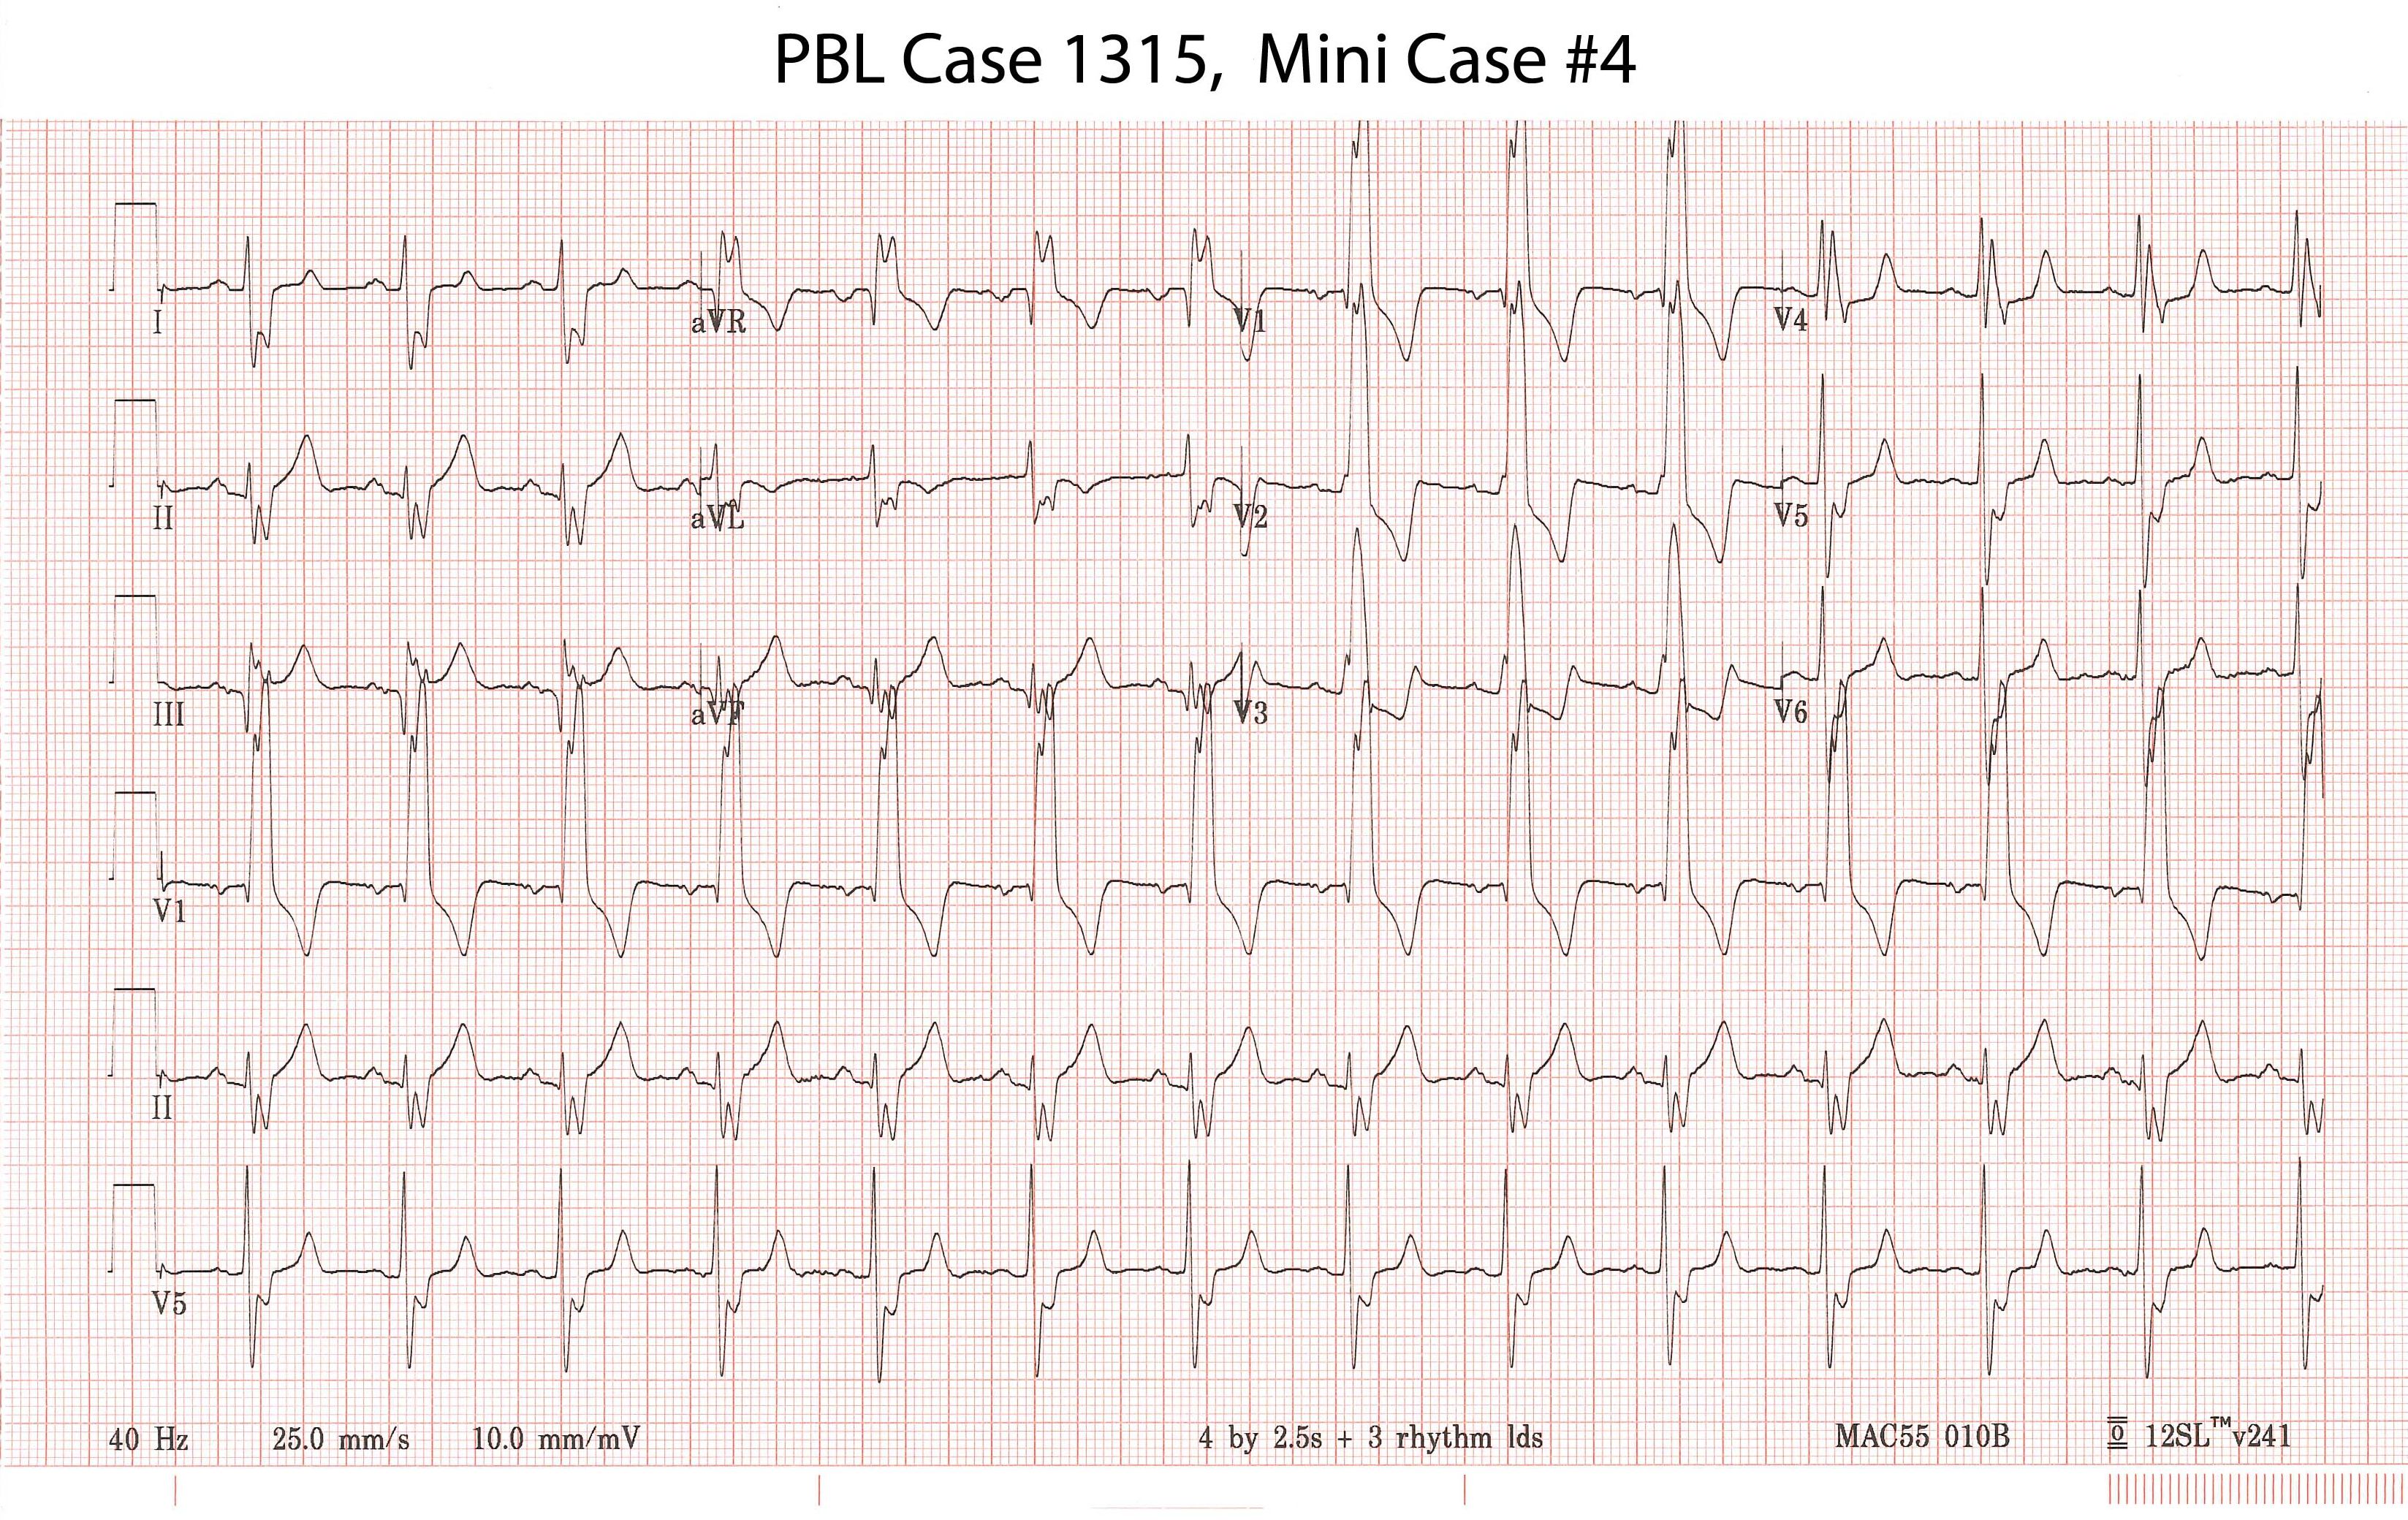 PBL Case 1315, Mini Case #4
I aVR V1 V4
II aVL V2 V5
III aVF V3 V6
V1
II
V5
40 Hz 25.0 mm/s 10.0 mm/mV 4 by 2.5s + 3 rhythm lds MAC55 010B 12SL™v241